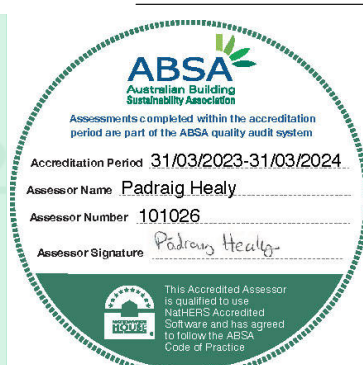 ABSA
Australian Building
Sustainability Association
Assessments completed within the accreditation
period are part of the ABSA quality audit system
Accreditation Period 31/03/2023-31/03/2024
Assessor Name Padraig Healy
Assessor Number 101026
Assessor Signature Padraig Healy
This Accredited Assessor
is qualified to use
NatHERS Accredited
Software and has agreed
to follow the ABSA
Code of Practice
HOUSE